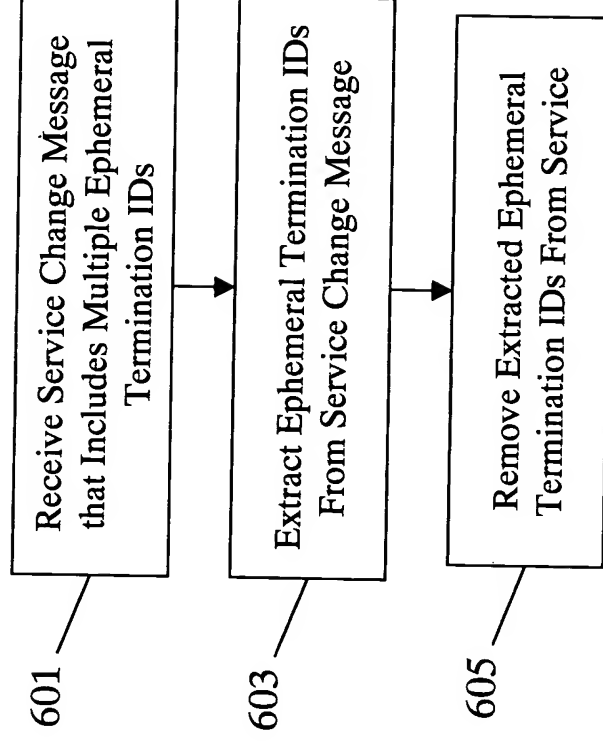 601
Receive Service Change Message
that Includes Multiple Ephemeral
Termination IDs
603
Extract Ephemeral Termination IDs
From Service Change Message
605
Remove Extracted Ephemeral
Termination IDs From Service